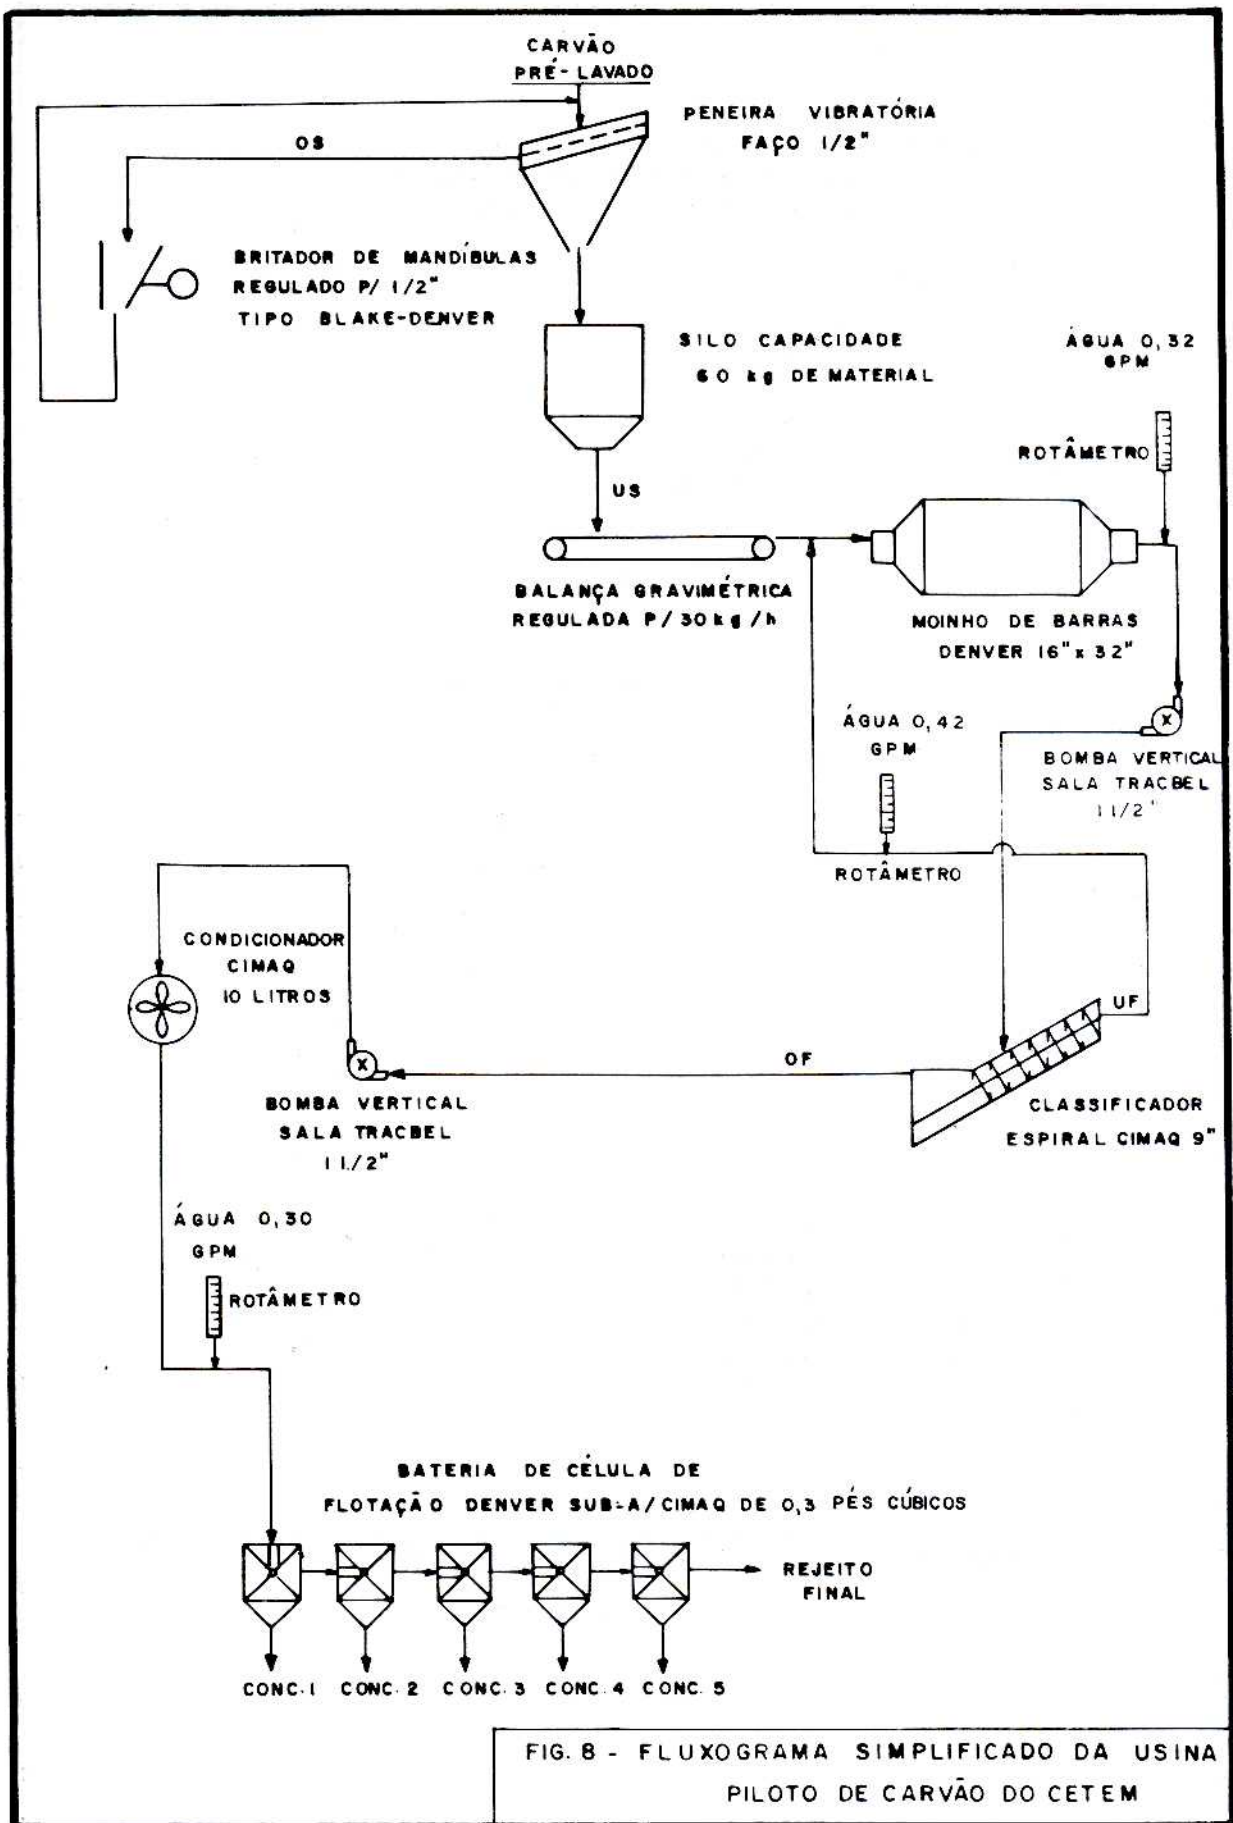 CARVÃO
PRÉ-LAVADO
PENEIRA VIBRATÓRIA
FAÇO 1/2"
OS
BRITADOR DE MANDÍBULAS
REGULADO P/ 1/2"
TIPO BLAKE-DENVER
SILO CAPACIDADE
60 kg DE MATERIAL
ÁGUA 0,32
GPM
ROTÂMETRO
US
BALANÇA GRAVIMÉTRICA
REGULADA P/30kg/h
MOINHO DE BARRAS
DENVER 16"x 32"
ÁGUA 0,42
GPM
ROTÂMETRO
BOMBA VERTICAL
SALA TRACBEL
1 1/2"
CONDICIONADOR
CIMAQ
10 LITROS
UF
OF
CLASSIFICADOR
ESPIRAL CIMAQ 9"
BOMBA VERTICAL
SALA TRACBEL
1 1/2"
ÁGUA 0,30
GPM
ROTÂMETRO
BATERIA DE CÉLULA DE
FLOTAÇÃO DENVER SUB-A/CIMAQ DE 0,3 PÉS CÚBICOS
REJEITO
FINAL
CONC.1 CONC. 2 CONC. 3 CONC. 4 CONC. 5
FIG. 8 - FLUXOGRAMA SIMPLIFICADO DA USINA
PILOTO DE CARVÃO DO CETEM